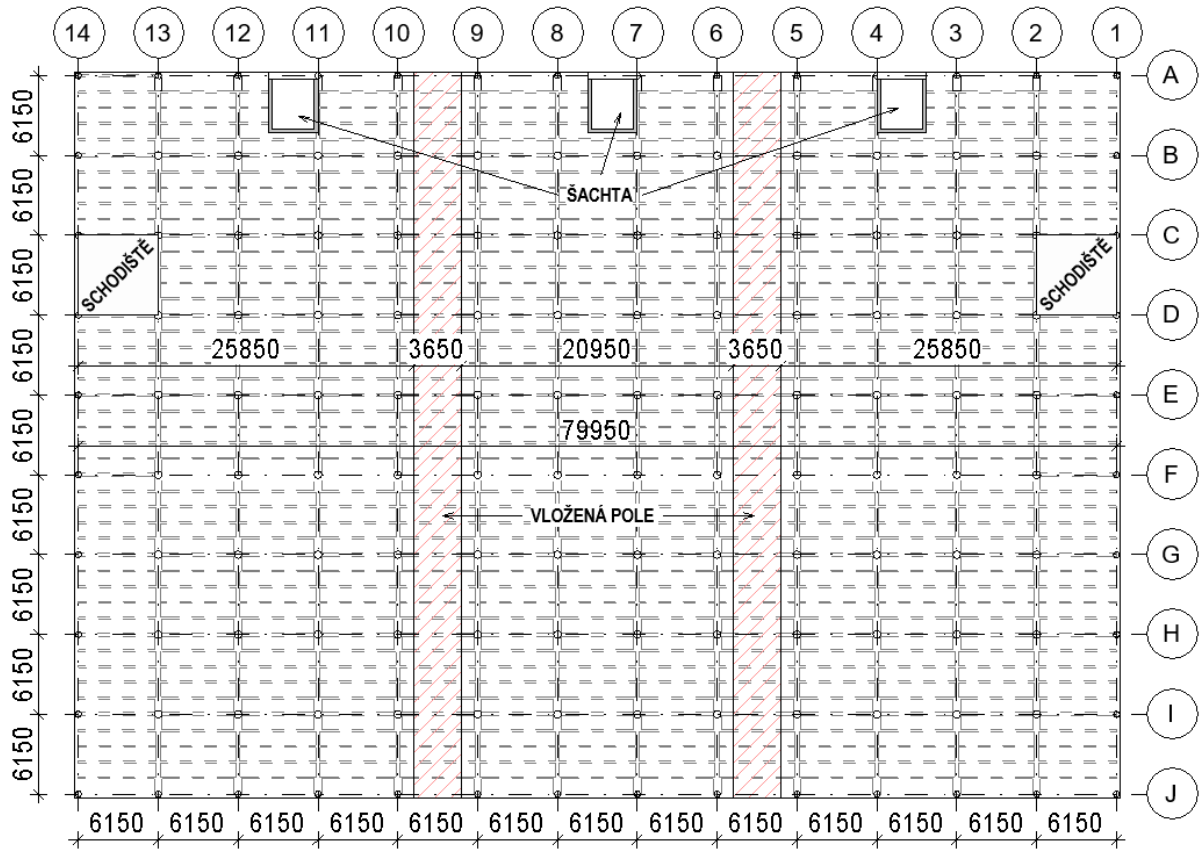 14 13 12 11 10 9 8 7 6 5 4 3 2 1
A
6150
B
ŠACHTA
6150
C
SCHODIŠTĚ SCHODIŠTĚ
6150
D
25850 3650 20950 3650 25850
6150
E
79950
6150
F
VLOŽENÁ POLE
6150
G
6150
H
6150
I
6150
J
6150 6150 6150 6150 6150 6150 6150 6150 6150 6150 6150 6150 6150